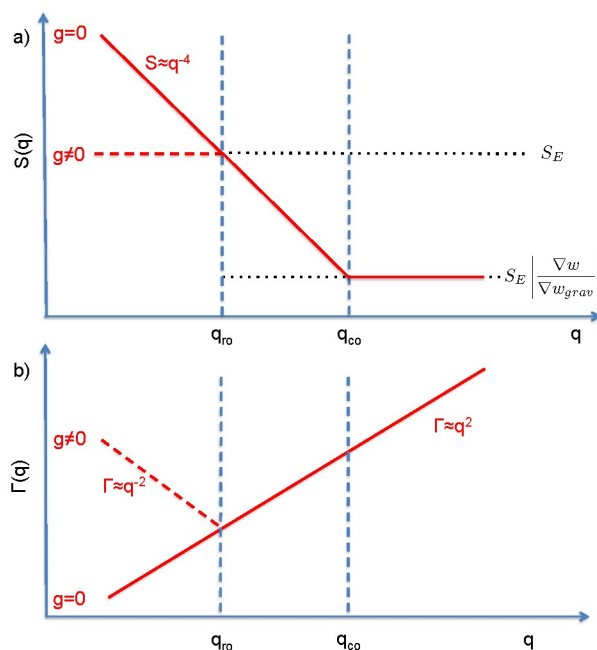 a)
g=0
S≈q⁻⁴
g≠0
S_E
S(q)
S_E | ∇w / ∇w_grav
q_ro
q_co
q
b)
g≠0
Γ≈q²
Γ≈q⁻²
Γ(q)
g=0
q_ro
q_co
q